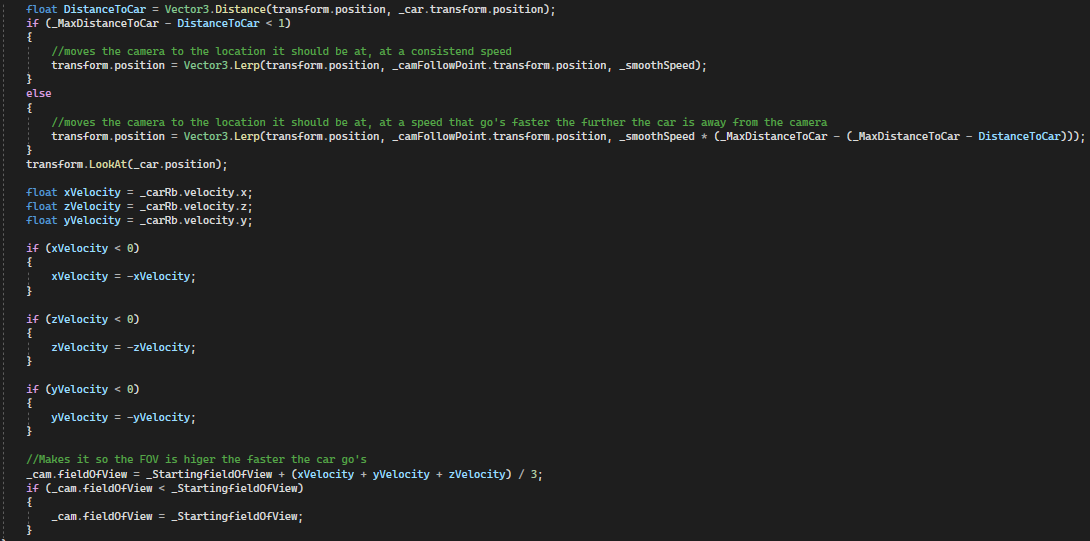 float DistanceToCar = Vector3.Distance(transform.position, _car.transform.position);
if (_MaxDistanceToCar - DistanceToCar < 1)
{
//moves the camera to the location it should be at, at a consistend speed
transform.position = Vector3.Lerp(transform.position, _camFollowPoint.transform.position, _smoothSpeed);
}
else
{
//moves the camera to the location it should be at, at a speed that go's faster the further the car is away from the camera
transform.position = Vector3.Lerp(transform.position, _camFollowPoint.transform.position, _smoothSpeed * (_MaxDistanceToCar - (_MaxDistanceToCar - DistanceToCar)));
}
transform.LookAt(_car.position);
float xVelocity = _carRb.velocity.x;
float zVelocity = _carRb.velocity.z;
float yVelocity = _carRb.velocity.y;
if (xVelocity < 0)
{
xVelocity = -xVelocity;
}
if (zVelocity < 0)
{
zVelocity = -zVelocity;
}
if (yVelocity < 0)
{
yVelocity = -yVelocity;
}
//Makes it so the FOV is higer the faster the car go's
_cam.fieldOfView = _StartingfieldOfView + (xVelocity + yVelocity + zVelocity) / 3;
if (_cam.fieldOfView < _StartingfieldOfView)
{
_cam.fieldOfView = _StartingfieldOfView;
}